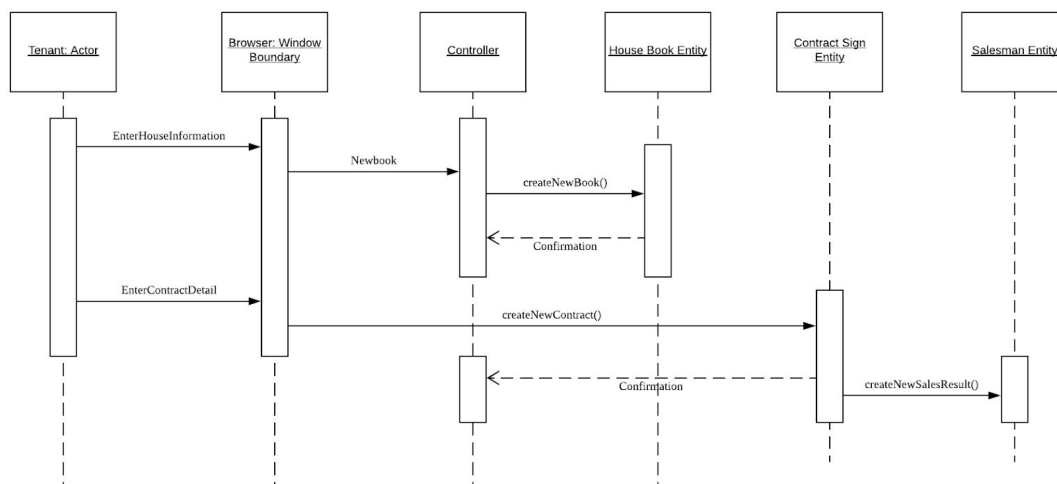 Tenant: Actor
Browser: Window
Boundary
Controller
House Book Entity
Contract Sign
Entity
Salesman Entity
EnterHouseInformation
Newbook
createNewBook()
Confirmation
EnterContractDetail
createNewContract()
Confirmation
createNewSalesResult()